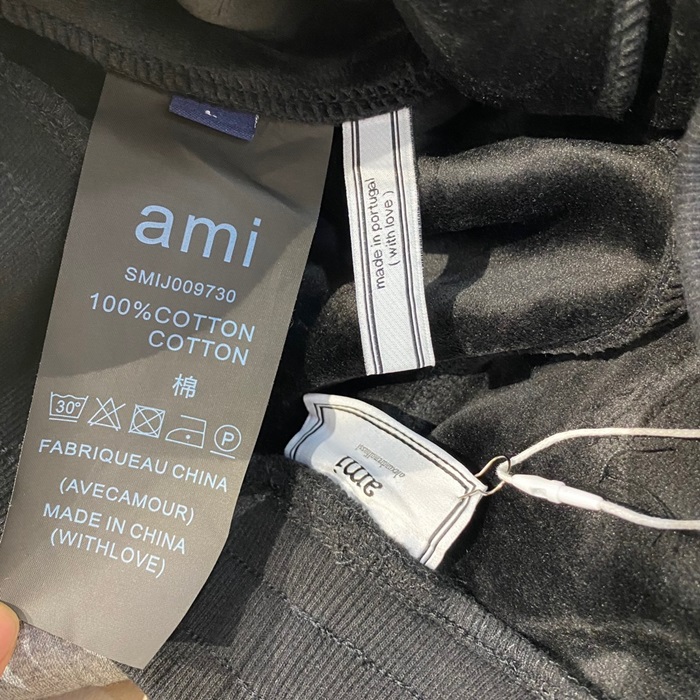 ami
SMIJ009730
100%COTTON
COTTON
棉
30°
P
FABRIQUEAU CHINA
(AVECAMOUR)
MADE IN CHINA
(WITHLOVE)
made in portugal
(with love)
ami